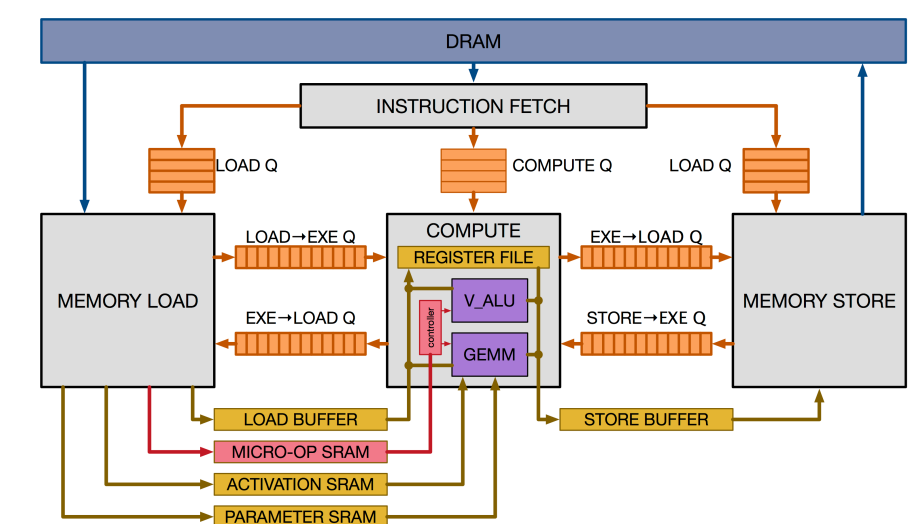 DRAM
INSTRUCTION FETCH
LOAD Q
COMPUTE Q
LOAD Q
MEMORY LOAD
LOAD→EXE Q
EXE→LOAD Q
COMPUTE
REGISTER FILE
V_ALU
controller
GEMM
EXE→LOAD Q
STORE→EXE Q
MEMORY STORE
LOAD BUFFER
STORE BUFFER
MICRO-OP SRAM
ACTIVATION SRAM
PARAMETER SRAM